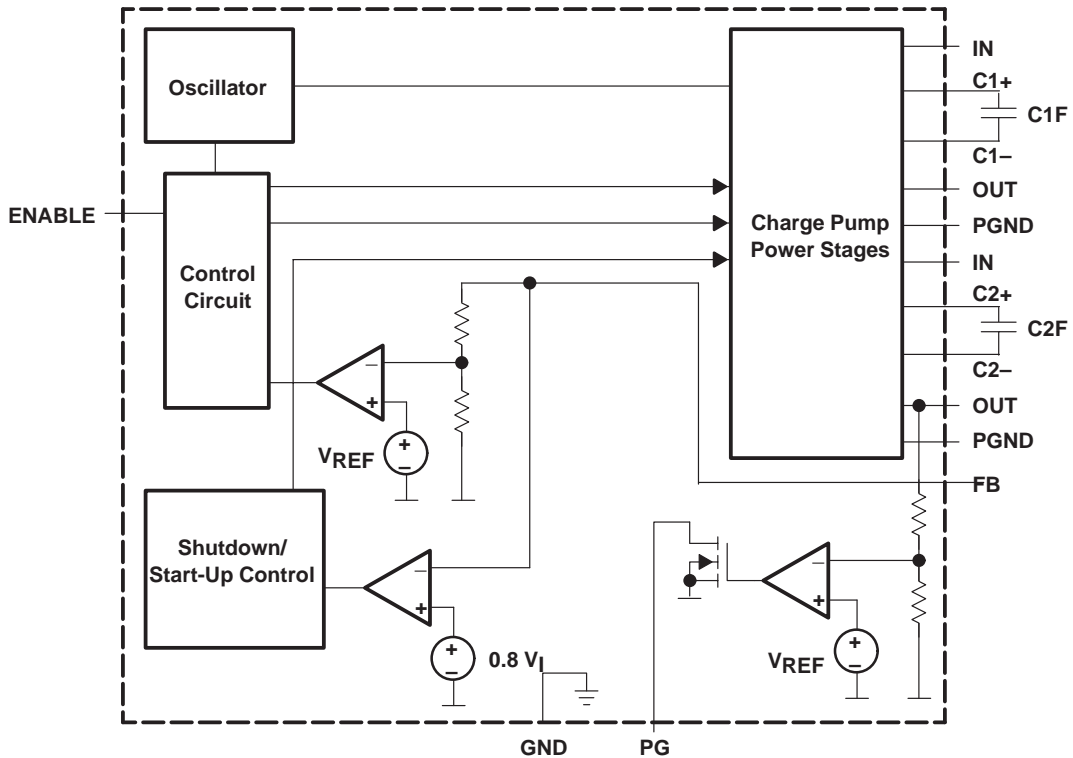 Oscillator
ENABLE
Control
Circuit
Charge Pump
Power Stages
IN
C1+
C1F
C1–
OUT
PGND
IN
C2+
C2F
C2–
OUT
PGND
FB
–
+
+
–
VREF
Shutdown/
Start-Up Control
–
+
+
–
0.8 VI
–
+
+
–
VREF
GND
PG